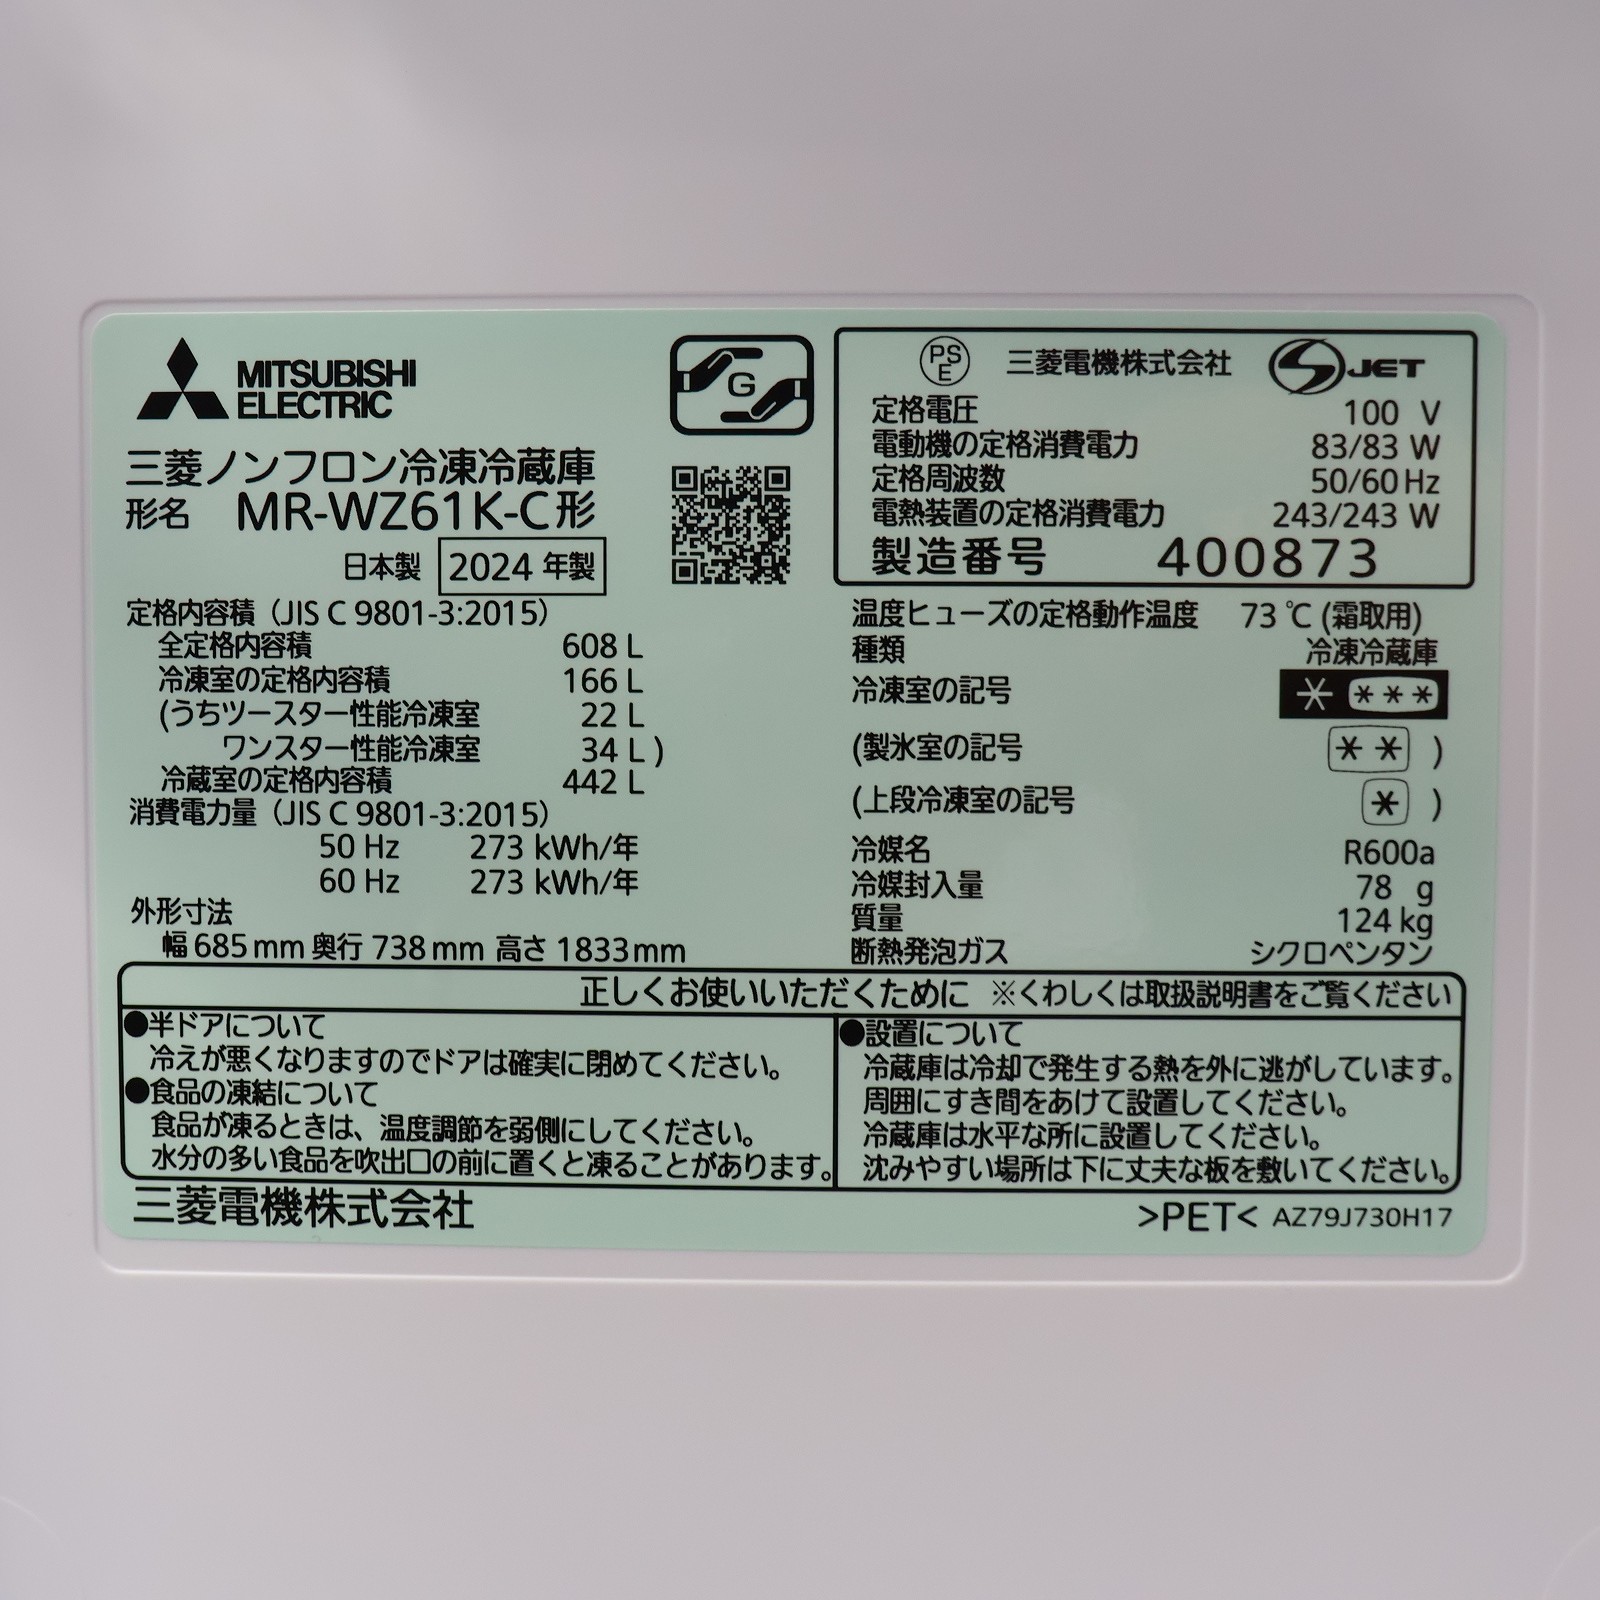 MITSUBISHI
ELECTRIC
G
三菱ノンフロン冷凍冷蔵庫
形名 MR-WZ61K-C形
日本製 2024 年製
定格内容積（JIS C 9801-3:2015）
全定格内容積 608 L
冷凍室の定格内容積 166 L
(うちツースター性能冷凍室 22 L
ワンスター性能冷凍室 34 L )
冷蔵室の定格内容積 442 L
消費電力量（JIS C 9801-3:2015）
50 Hz 273 kWh/年
60 Hz 273 kWh/年
外形寸法
幅 685 mm 奥行 738 mm 高さ 1833 mm
PS E 三菱電機株式会社 S JET
定格電圧 100 V
電動機の定格消費電力 83/83 W
定格周波数 50/60 Hz
電熱装置の定格消費電力 243/243 W
製造番号 400873
温度ヒューズの定格動作温度 73 ℃ (霜取用)
種類 冷凍冷蔵庫
冷凍室の記号 * ***
(製氷室の記号 ** )
(上段冷凍室の記号 * )
冷媒名 R600a
冷媒封入量 78 g
質量 124 kg
断熱発泡ガス シクロペンタン
正しくお使いいただくために ※くわしくは取扱説明書をご覧ください
●半ドアについて
冷えが悪くなりますのでドアは確実に閉めてください。
●食品の凍結について
食品が凍るときは、温度調節を弱側にしてください。
水分の多い食品を吹出口の前に置くと凍ることがあります。
●設置について
冷蔵庫は冷却で発生する熱を外に逃がしています。
周囲にすき間をあけて設置してください。
冷蔵庫は水平な所に設置してください。
沈みやすい場所は下に丈夫な板を敷いてください。
三菱電機株式会社
>PET< AZ79J730H17